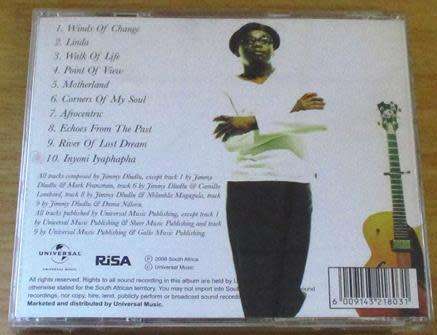 1. Winds Of Change
2. Linda
3. Walk Of Life
4. Point Of View
5. Motherland
6. Corners Of My Soul
7. Afrocentric
8. Echoes From The Past
9. River Of Lost Dream
10. Inyoni Iyaphapha
All tracks composed by Jimmy Dludlu, except track 1 by Jimmy
Dludlu & Mark Fransman, track 6 by Jimmy Dludlu & Camillo
Lombard, track 8 by Jimmy Dludlu & Nhlanhla Magagula, track
9 by Jimmy Dludlu & Duma Ndlovu.
All tracks published by Universal Music Publishing, except track 1
by Universal Music Publishing & Sheer Music Publishing and track
9 by Universal Music Publishing & Gallo Music Publishing.
UNIVERSAL
UNIVERSAL MUSIC
RiSA
℗ 2006 South Africa
© Universal Music
All rights reserved. Rights to all sound recording in this album are held by
otherwise stated for the South African territory. You may not import into Sou
recordings, nor copy, hire, lend, publicly perform or broadcast sound record
sound
Marketed and distributed by Universal Music.
6 009143 218031